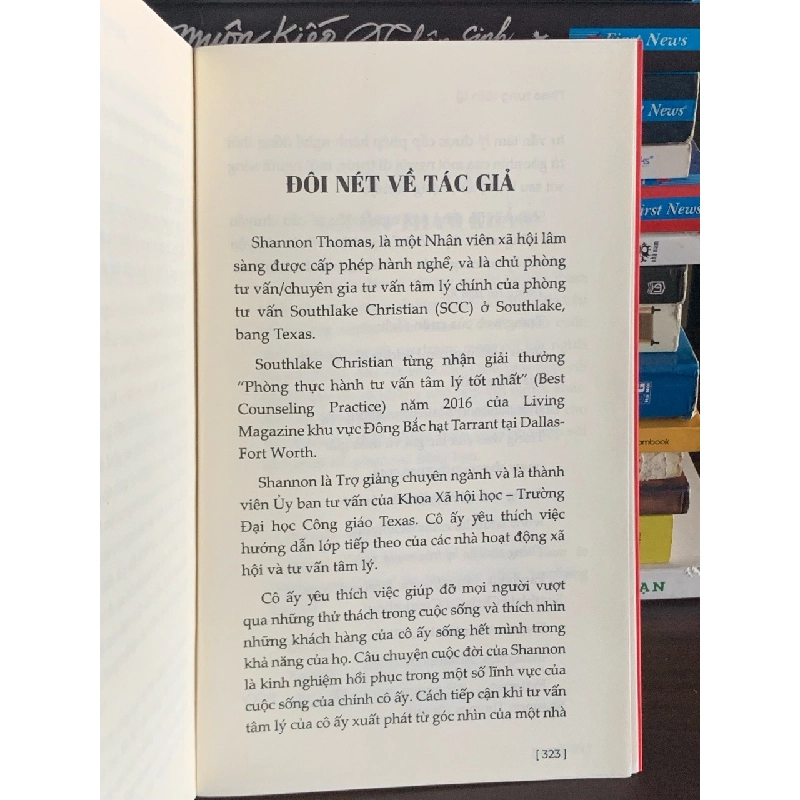 muôn Kiếp Nhân Sinh
First News
ĐÔI NÉT VỀ TÁC GIẢ
Shannon Thomas, là một Nhân viên xã hội lâm
sàng được cấp phép hành nghề, và là chủ phòng
tư vấn/chuyên gia tư vấn tâm lý chính của phòng
tư vấn Southlake Christian (SCC) ở Southlake,
bang Texas.
Southlake Christian từng nhận giải thưởng
“Phòng thực hành tư vấn tâm lý tốt nhất” (Best
Counseling Practice) năm 2016 của Living
Magazine khu vực Đông Bắc hạt Tarrant tại Dallas-
Fort Worth.
Shannon là Trợ giảng chuyên ngành và là thành
viên Ủy ban tư vấn của Khoa Xã hội học – Trường
Đại học Công giáo Texas. Cô ấy yêu thích việc
hướng dẫn lớp tiếp theo của các nhà hoạt động xã
hội và tư vấn tâm lý.
Cô ấy yêu thích việc giúp đỡ mọi người vượt
qua những thử thách trong cuộc sống và thích nhìn
những khách hàng của cô ấy sống hết mình trong
khả năng của họ. Câu chuyện cuộc đời của Shannon
là kinh nghiệm hồi phục trong một số lĩnh vực của
cuộc sống của chính cô ấy. Cách tiếp cận khi tư vấn
tâm lý của cô ấy xuất phát từ góc nhìn của một nhà
[ 323 ]
News
First News